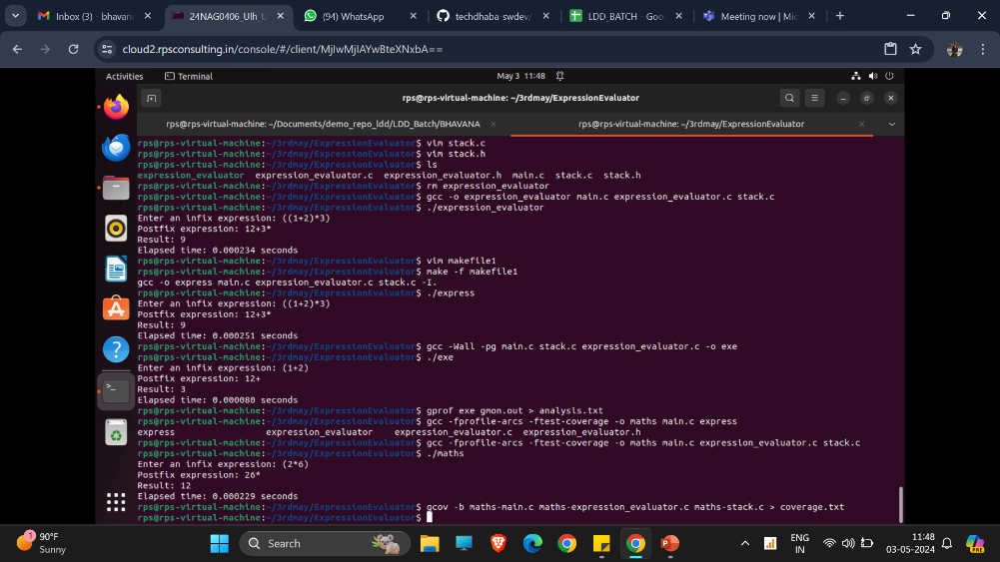 Inbox (3) - bhavan
24NAG0406_Ulh_U
(94) WhatsApp
techdhaba-swdev/
LDD_BATCH - Goo
Meeting now | Mic
cloud2.rpsconsulting.in/console/#/client/MjIwMjIAYwBteXNxbA==
Activities
Terminal
May 3 11:48
rps@rps-virtual-machine: ~/3rdmay/ExpressionEvaluator
rps@rps-virtual-machine: ~/Documents/demo_repo_ldd/LDD_Batch/BHAVANA
rps@rps-virtual-machine: ~/3rdmay/ExpressionEvaluator
rps@rps-virtual-machine:~/3rdmay/ExpressionEvaluator$ vim stack.c
rps@rps-virtual-machine:~/3rdmay/ExpressionEvaluator$ vim stack.h
rps@rps-virtual-machine:~/3rdmay/ExpressionEvaluator$ ls
expression_evaluator expression_evaluator.c expression_evaluator.h main.c stack.c stack.h
rps@rps-virtual-machine:~/3rdmay/ExpressionEvaluator$ rm expression_evaluator
rps@rps-virtual-machine:~/3rdmay/ExpressionEvaluator$ gcc -o expression_evaluator main.c expression_evaluator.c stack.c
rps@rps-virtual-machine:~/3rdmay/ExpressionEvaluator$ ./expression_evaluator
Enter an infix expression: ((1+2)*3)
Postfix expression: 12+3*
Result: 9
Elapsed time: 0.000234 seconds
rps@rps-virtual-machine:~/3rdmay/ExpressionEvaluator$ vim makefile1
rps@rps-virtual-machine:~/3rdmay/ExpressionEvaluator$ make -f makefile1
gcc -o express main.c expression_evaluator.c stack.c -I.
rps@rps-virtual-machine:~/3rdmay/ExpressionEvaluator$ ./express
Enter an infix expression: ((1+2)*3)
Postfix expression: 12+3*
Result: 9
Elapsed time: 0.000251 seconds
rps@rps-virtual-machine:~/3rdmay/ExpressionEvaluator$ gcc -Wall -pg main.c stack.c expression_evaluator.c -o exe
rps@rps-virtual-machine:~/3rdmay/ExpressionEvaluator$ ./exe
Enter an infix expression: (1+2)
Postfix expression: 12+
Result: 3
Elapsed time: 0.000080 seconds
rps@rps-virtual-machine:~/3rdmay/ExpressionEvaluator$ gprof exe gmon.out > analysis.txt
rps@rps-virtual-machine:~/3rdmay/ExpressionEvaluator$ gcc -fprofile-arcs -ftest-coverage -o maths main.c express
express expression_evaluator expression_evaluator.c expression_evaluator.h
rps@rps-virtual-machine:~/3rdmay/ExpressionEvaluator$ gcc -fprofile-arcs -ftest-coverage -o maths main.c expression_evaluator.c stack.c
rps@rps-virtual-machine:~/3rdmay/ExpressionEvaluator$ ./maths
Enter an infix expression: (2*6)
Postfix expression: 26*
Result: 12
Elapsed time: 0.000229 seconds
rps@rps-virtual-machine:~/3rdmay/ExpressionEvaluator$ gcov -b maths-main.c maths-expression_evaluator.c maths-stack.c > coverage.txt
rps@rps-virtual-machine:~/3rdmay/ExpressionEvaluator$
1
90°F
Sunny
Search
ENG
IN
11:48
03-05-2024
PRE